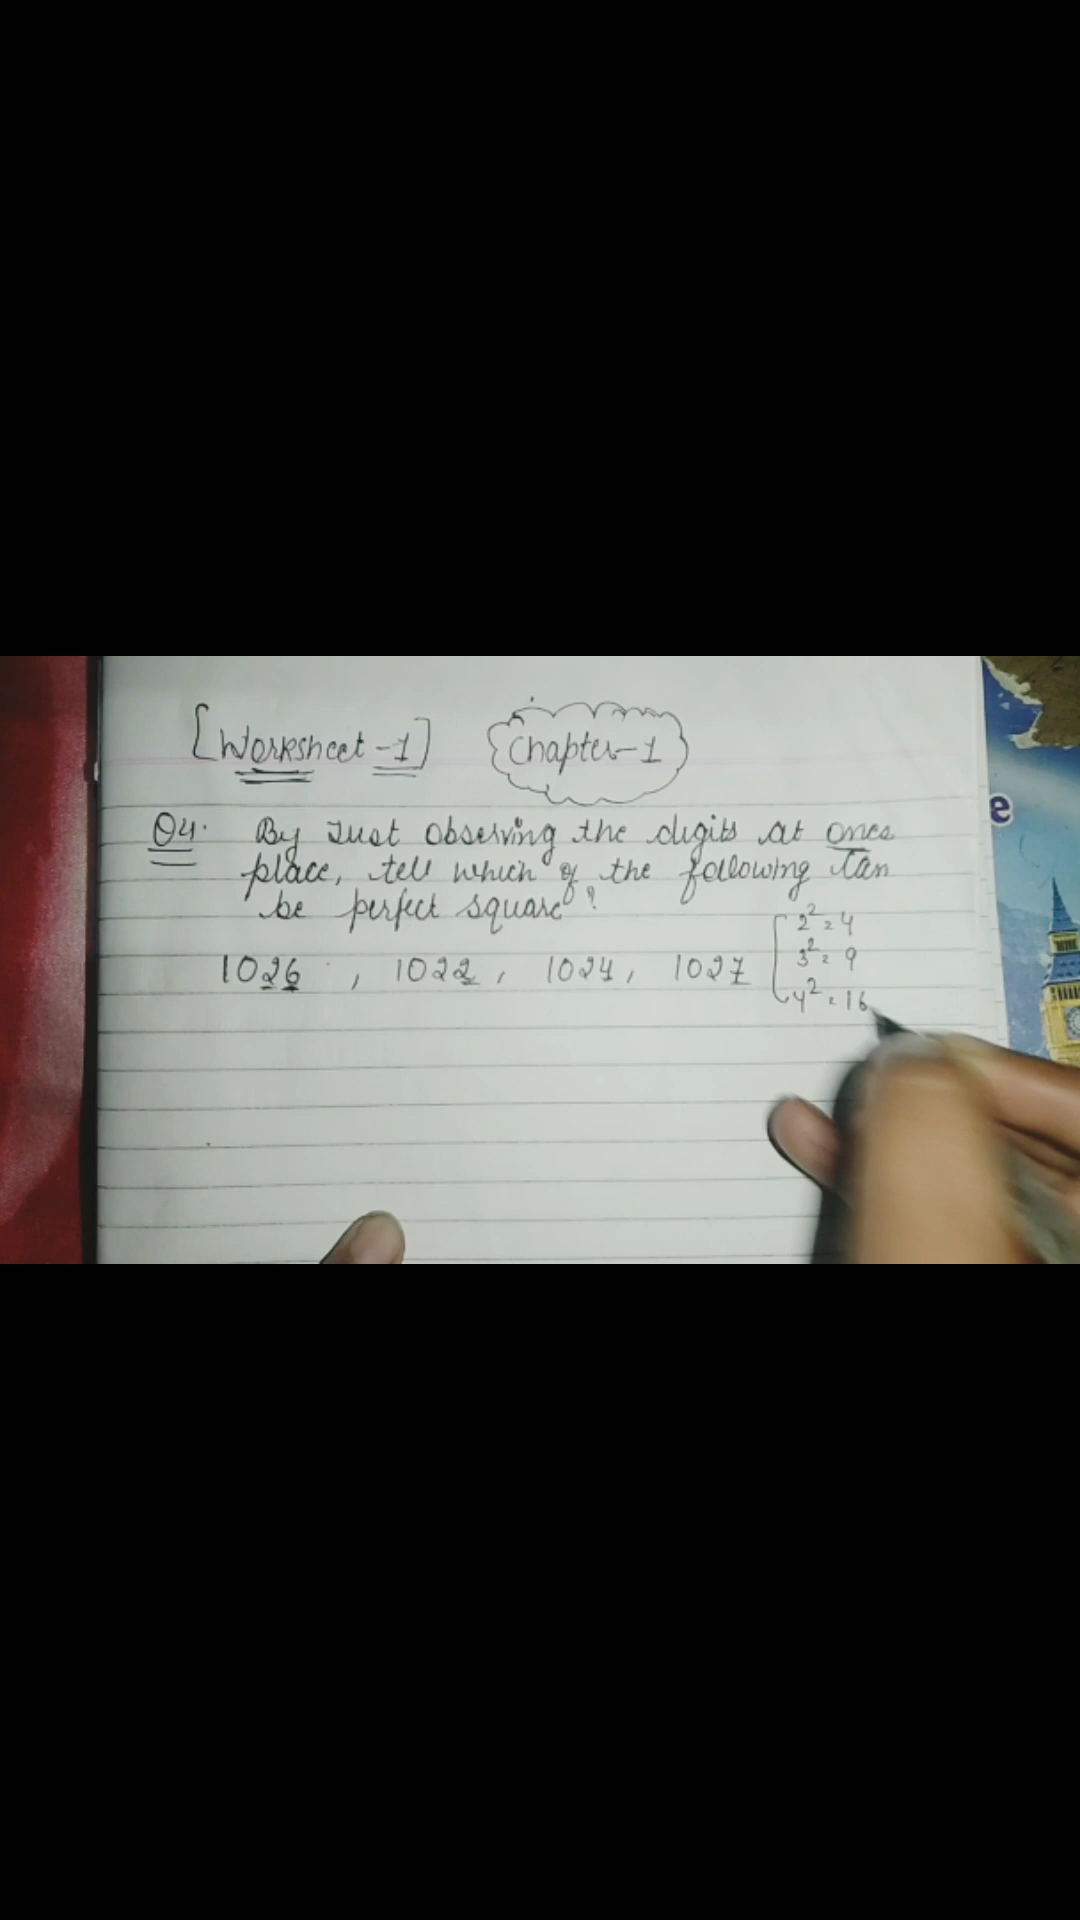 [Worksheet-1]
Chapter-1
Q4. By Just observing the digits at ones
place, tell which of the following can
be perfect square?
1026 , 1022 , 1024 , 1027
2² = 4
3² = 9
4² = 16
e